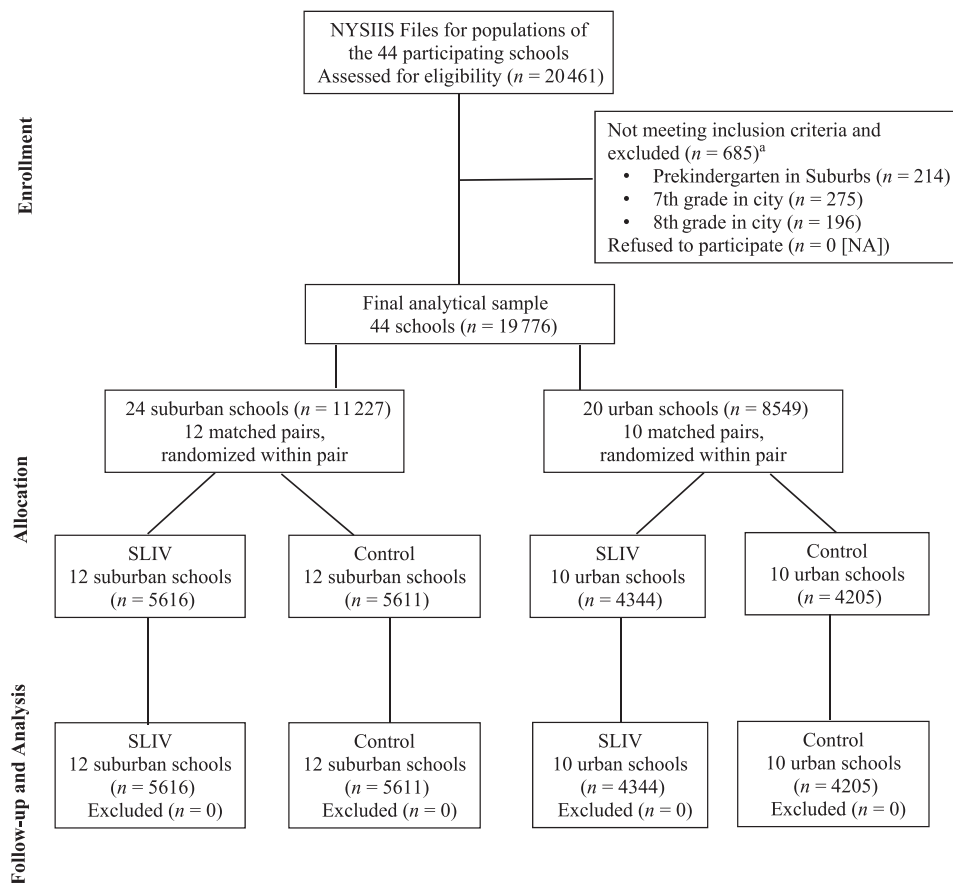 NYSIIS Files for populations of
the 44 participating schools
Assessed for eligibility (n = 20 461)
Enrollment
Not meeting inclusion criteria and
excluded (n = 685)a
• Prekindergarten in Suburbs (n = 214)
• 7th grade in city (n = 275)
• 8th grade in city (n = 196)
Refused to participate (n = 0 [NA])
Final analytical sample
44 schools (n = 19 776)
24 suburban schools (n = 11 227)
12 matched pairs,
randomized within pair
20 urban schools (n = 8549)
10 matched pairs,
randomized within pair
Allocation
SLIV
12 suburban schools
(n = 5616)
Control
12 suburban schools
(n = 5611)
SLIV
10 urban schools
(n = 4344)
Control
10 urban schools
(n = 4205)
Follow-up and Analysis
SLIV
12 suburban schools
(n = 5616)
Excluded (n = 0)
Control
12 suburban schools
(n = 5611)
Excluded (n = 0)
SLIV
10 urban schools
(n = 4344)
Excluded (n = 0)
Control
10 urban schools
(n = 4205)
Excluded (n = 0)